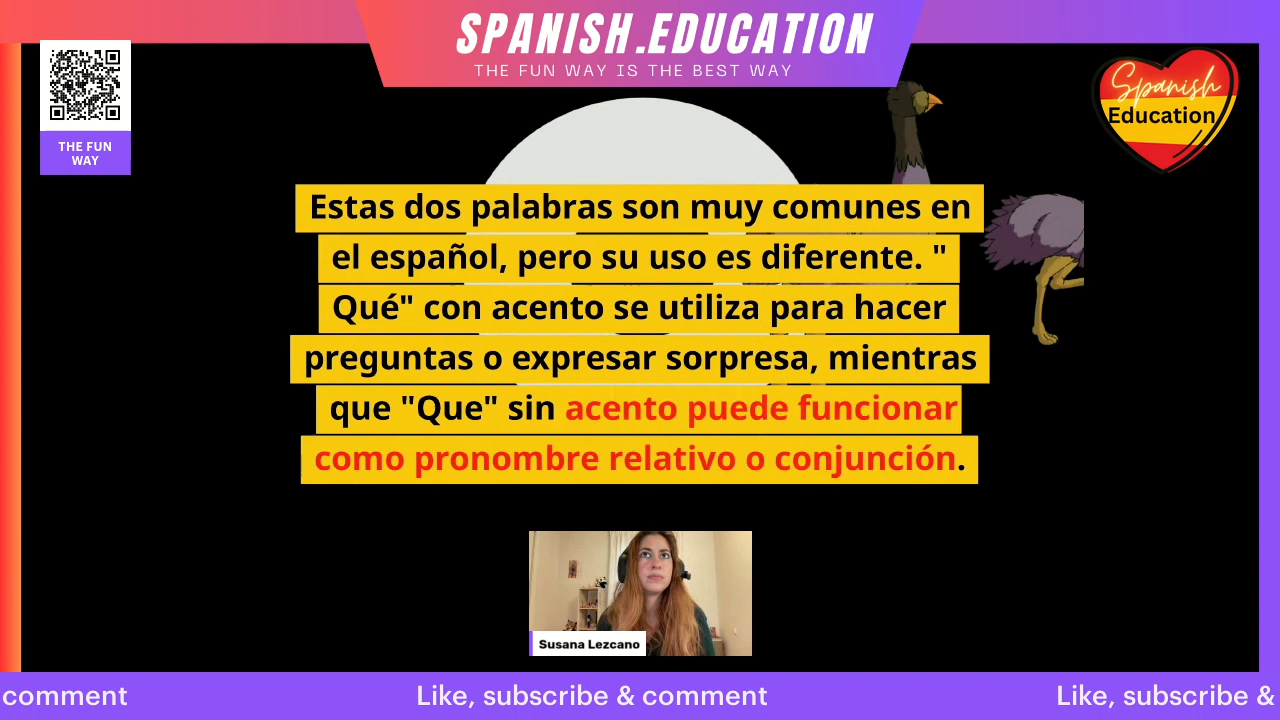 SPANISH.EDUCATION
THE FUN WAY IS THE BEST WAY
THE FUN
WAY
Spanish
Education
Estas dos palabras son muy comunes en
el español, pero su uso es diferente. "
Qué" con acento se utiliza para hacer
preguntas o expresar sorpresa, mientras
que "Que" sin acento puede funcionar
como pronombre relativo o conjunción.
Susana Lezcano
comment
Like, subscribe & comment
Like, subscribe &